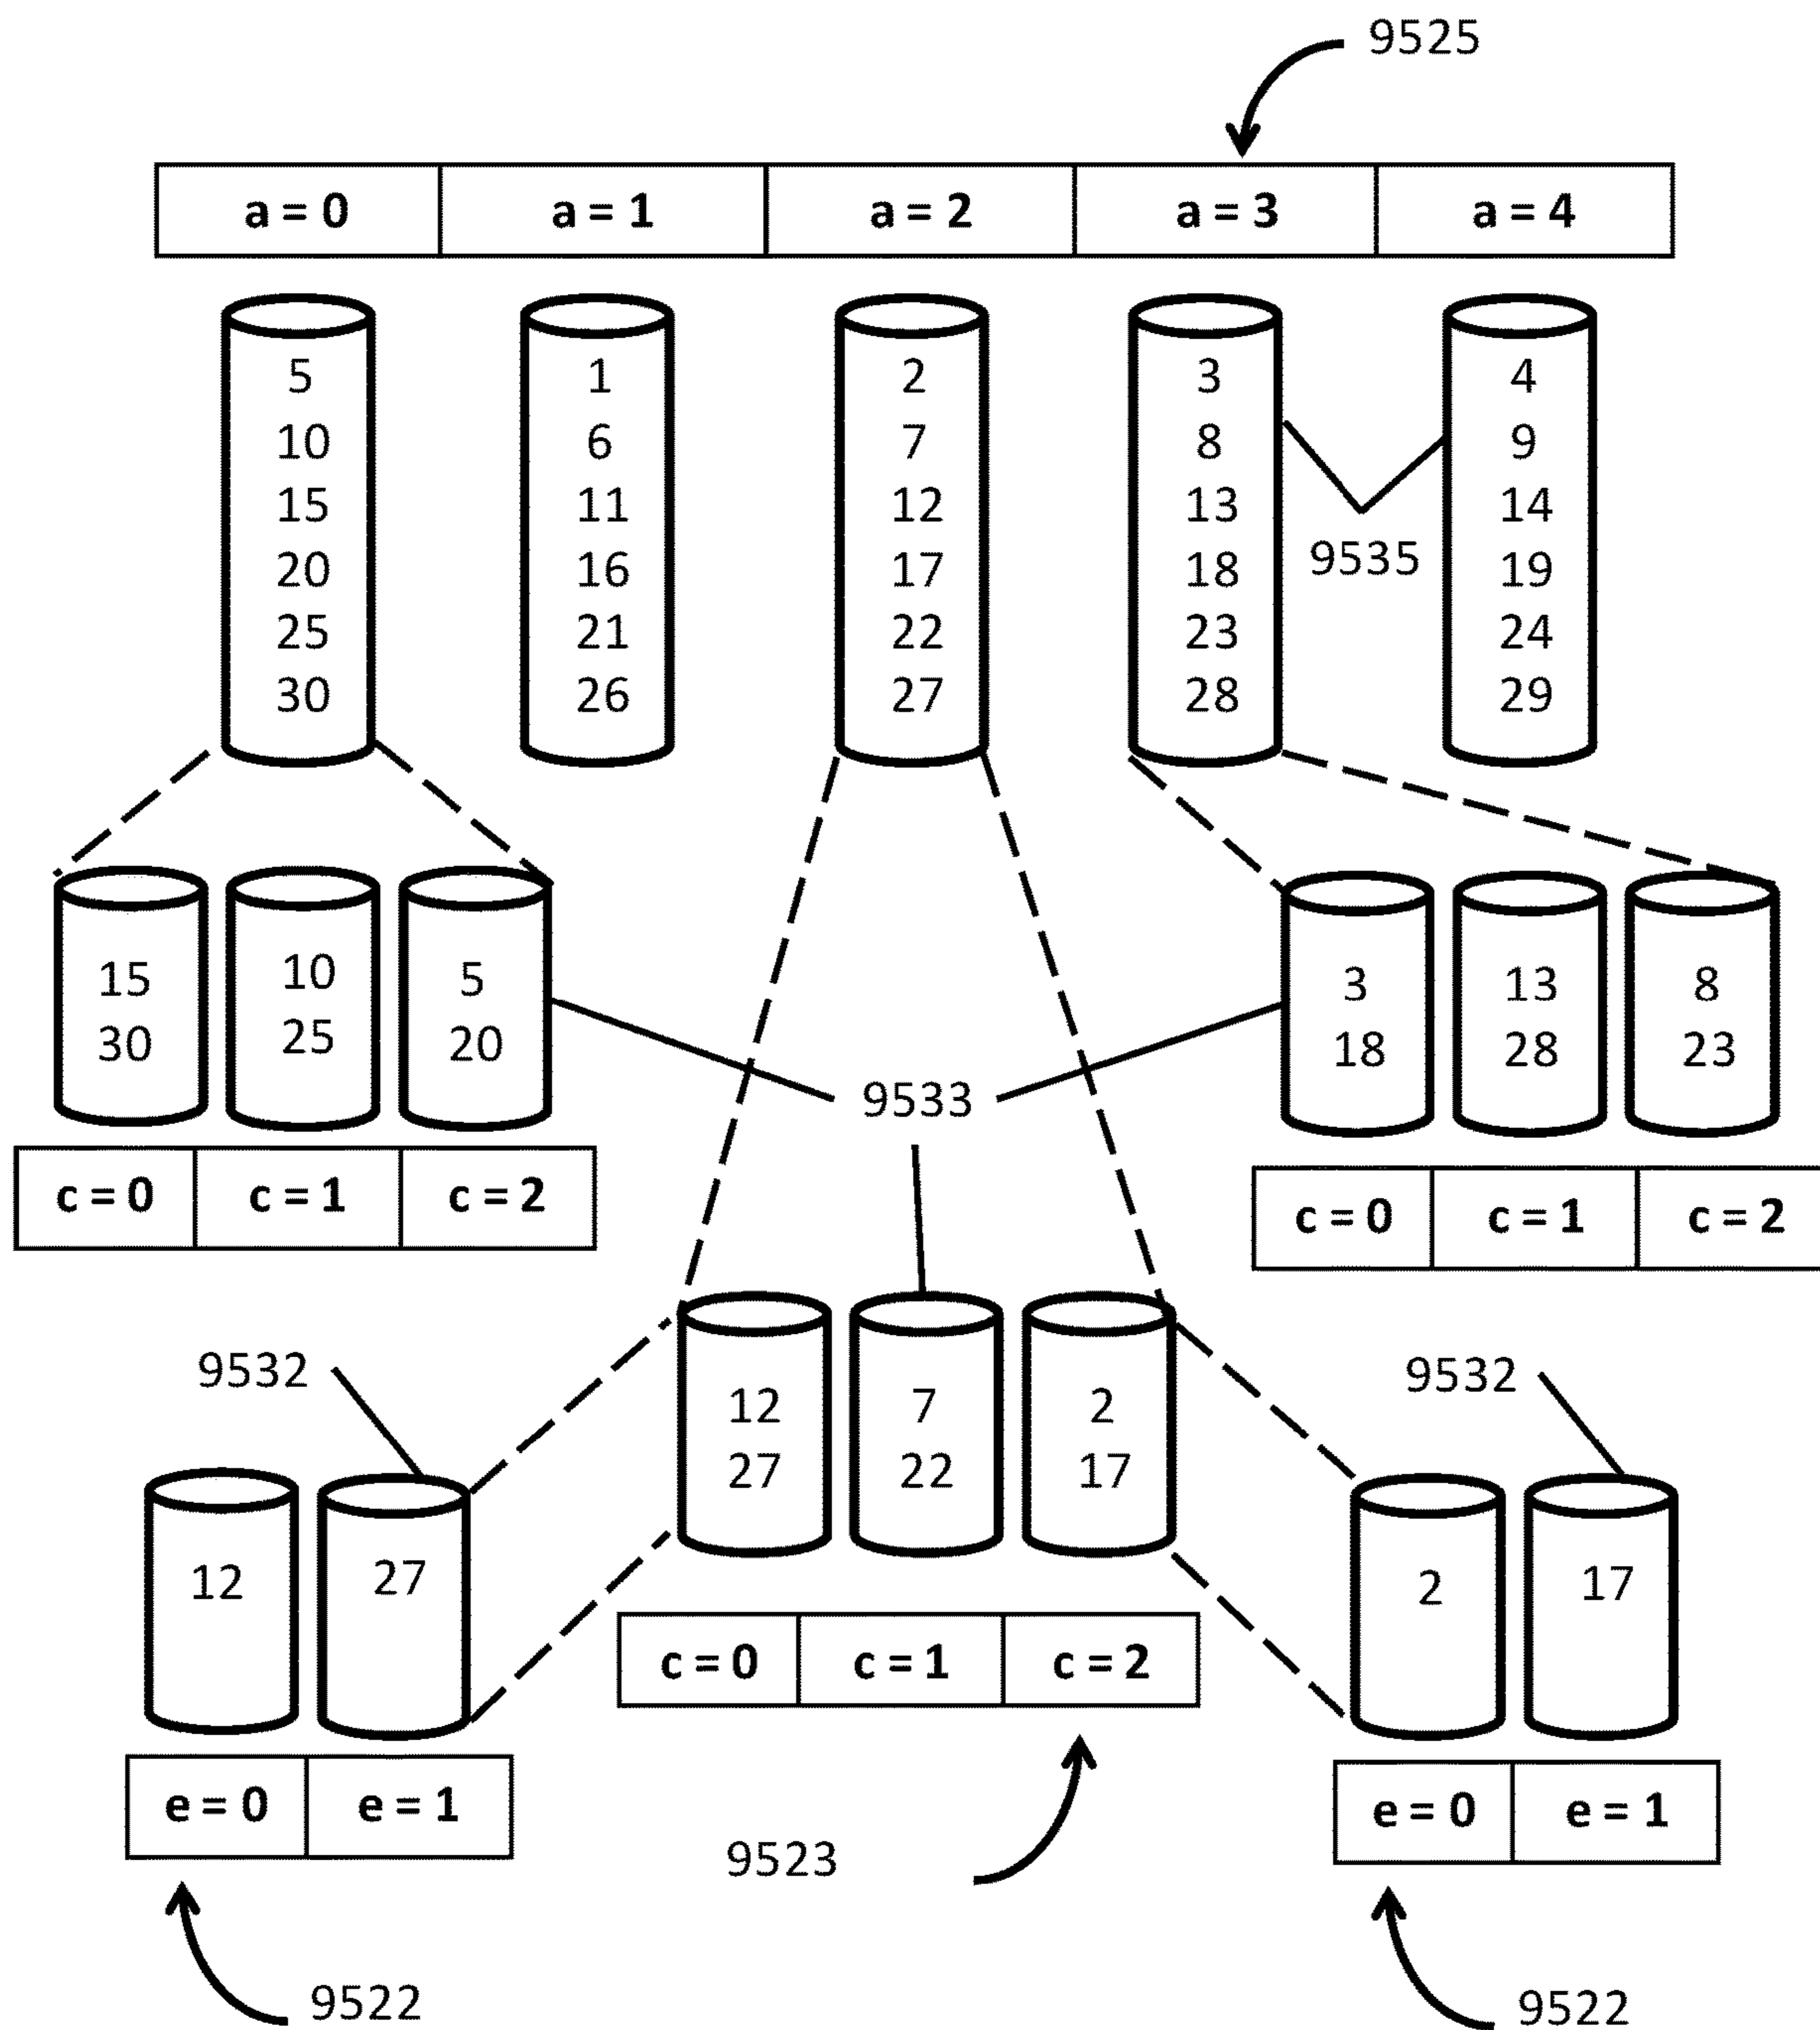 9525
a = 0 a = 1 a = 2 a = 3 a = 4
5 1 2 3 4
10 6 7 8 9
15 11 12 13 14
20 16 17 18 19
9535
25 21 22 23 24
30 26 27 28 29
15 10 5 3 13 8
30 25 20 18 28 23
9533
c = 0 c = 1 c = 2
c = 0 c = 1 c = 2
9532 9532
12 7 2
27 22 17
12 27 2 17
c = 0 c = 1 c = 2
e = 0 e = 1 e = 0 e = 1
9523
9522 9522